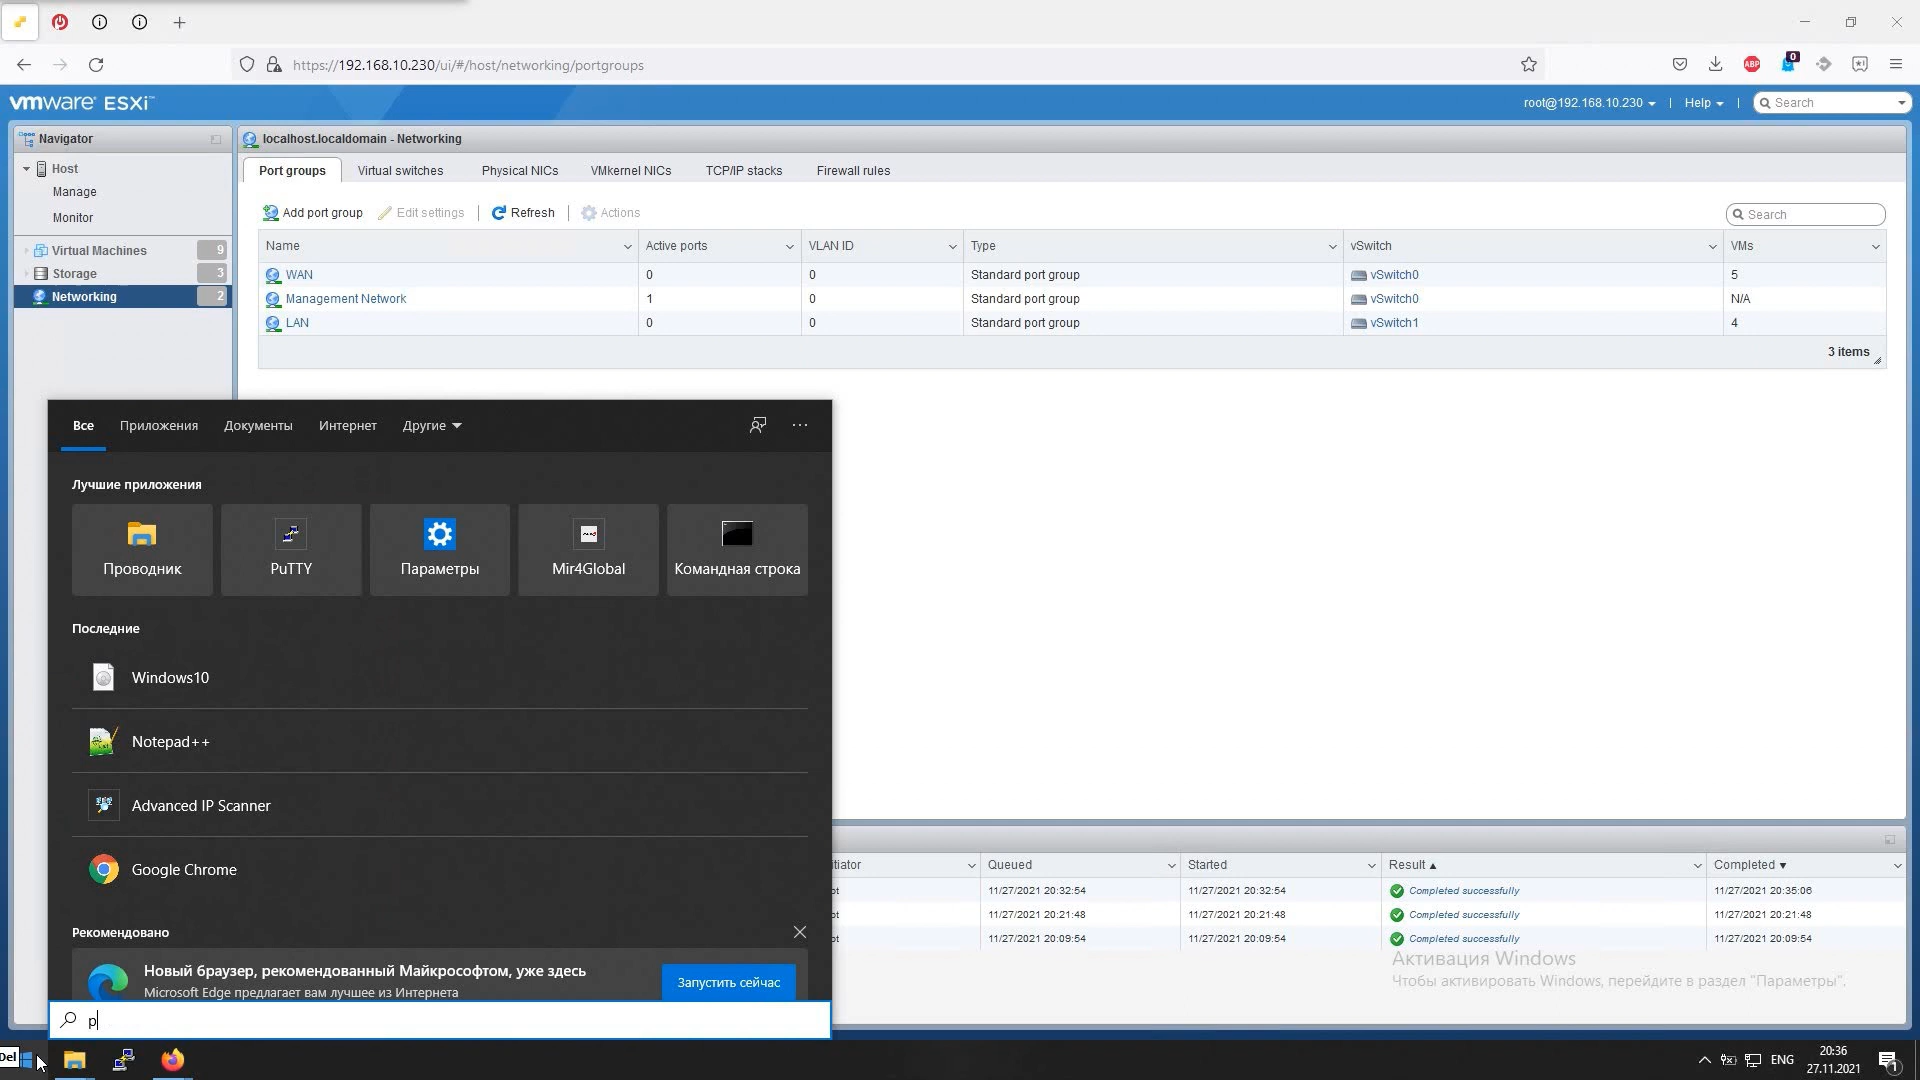 https://192.168.10.230/ui/#/host/networking/portgroups
ABP
0
vmware ESXi™
root@192.168.10.230 | Help | Search
Navigator
Host
Manage
Monitor
Virtual Machines 9
Storage 3
Networking 2
localhost.localdomain - Networking
Port groups Virtual switches Physical NICs VMkernel NICs TCP/IP stacks Firewall rules
Add port group Edit settings | Refresh | Actions
Search
Name Active ports VLAN ID Type vSwitch VMs
WAN 0 0 Standard port group vSwitch0 5
Management Network 1 0 Standard port group vSwitch0 N/A
LAN 0 0 Standard port group vSwitch1 4
3 items
Все Приложения Документы Интернет Другие
Лучшие приложения
Проводник PuTTY Параметры Mir4Global Командная строка
Последние
Windows10
Notepad++
Advanced IP Scanner
Google Chrome
Рекомендовано
Новый браузер, рекомендованный Майкрософтом, уже здесь
Microsoft Edge предлагает вам лучшее из Интернета
Запустить сейчас
p
itiator Queued Started Result Completed
ot 11/27/2021 20:32:54 11/27/2021 20:32:54 Completed successfully 11/27/2021 20:35:06
ot 11/27/2021 20:21:48 11/27/2021 20:21:48 Completed successfully 11/27/2021 20:21:48
ot 11/27/2021 20:09:54 11/27/2021 20:09:54 Completed successfully 11/27/2021 20:09:54
Активация Windows
Чтобы активировать Windows, перейдите в раздел "Параметры".
Del
ENG
20:36
27.11.2021
1